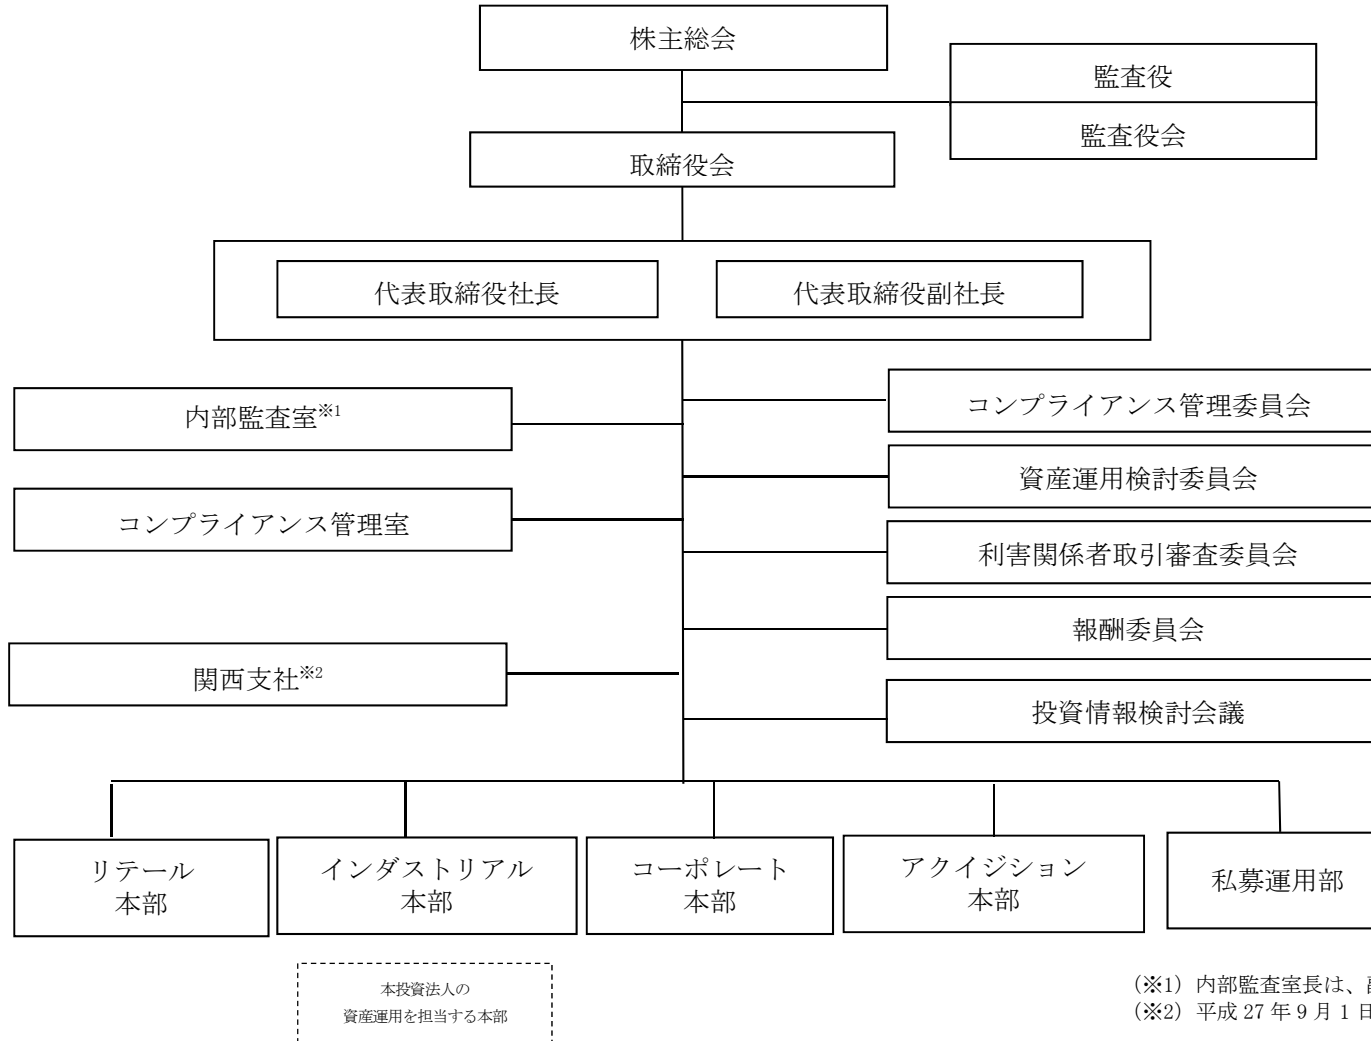 株主総会
監査役
監査役会
取締役会
代表取締役社長
代表取締役副社長
内部監査室※1
コンプライアンス管理委員会
資産運用検討委員会
コンプライアンス管理室
利害関係者取引審査委員会
報酬委員会
関西支社※2
投資情報検討会議
リテール
本部
インダストリアル
本部
コーポレート
本部
アクイジション
本部
私募運用部
本投資法人の
資産運用を担当する本部
(※1) 内部監査室長は、
(※2) 平成 27 年 9 月 1 日